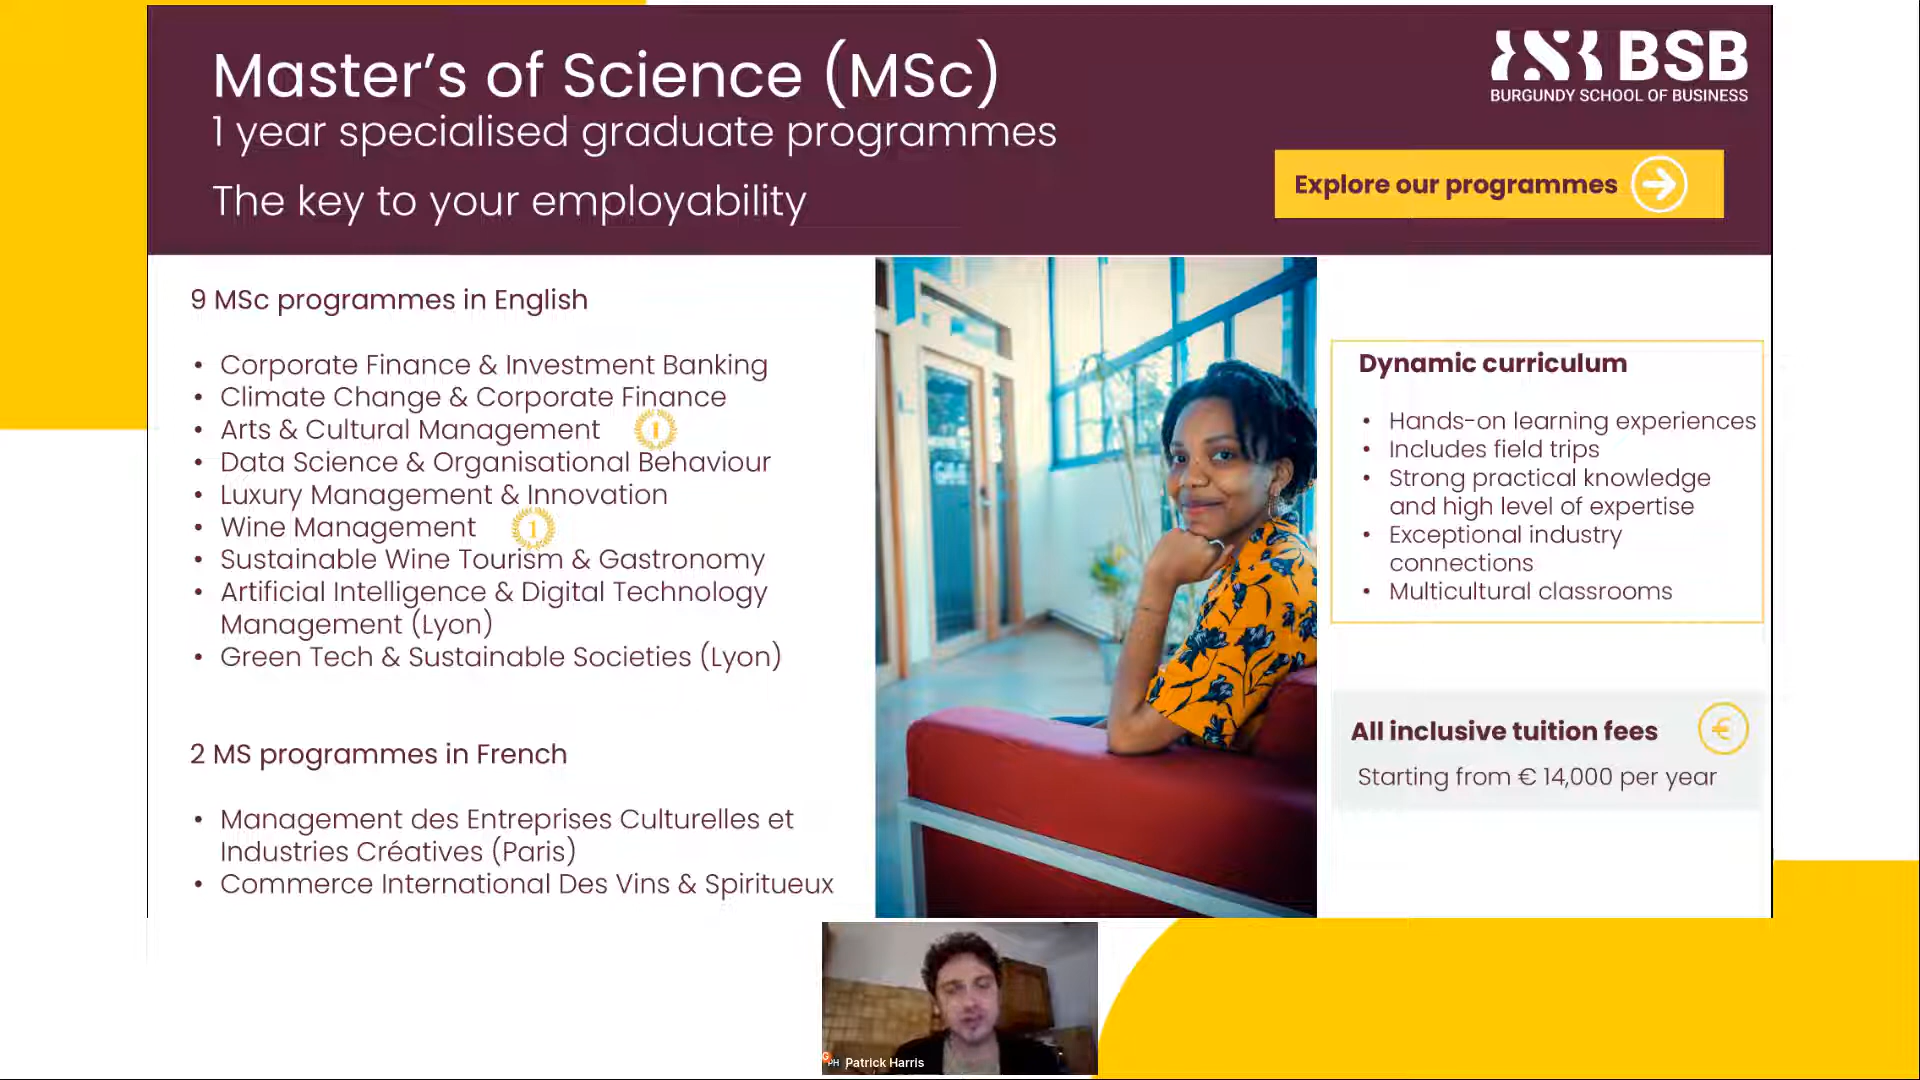 Master's of Science (MSc)
1 year specialised graduate programmes
The key to your employability
BSB
BURGUNDY SCHOOL OF BUSINESS
Explore our programmes
9 MSc programmes in English
• Corporate Finance & Investment Banking
• Climate Change & Corporate Finance
• Arts & Cultural Management 1
• Data Science & Organisational Behaviour
• Luxury Management & Innovation
• Wine Management 1
• Sustainable Wine Tourism & Gastronomy
• Artificial Intelligence & Digital Technology
Management (Lyon)
• Green Tech & Sustainable Societies (Lyon)
2 MS programmes in French
• Management des Entreprises Culturelles et
Industries Créatives (Paris)
• Commerce International Des Vins & Spiritueux
Dynamic curriculum
• Hands-on learning experiences
• Includes field trips
• Strong practical knowledge
and high level of expertise
• Exceptional industry
connections
• Multicultural classrooms
All inclusive tuition fees €
Starting from € 14,000 per year
G PH Patrick Harris